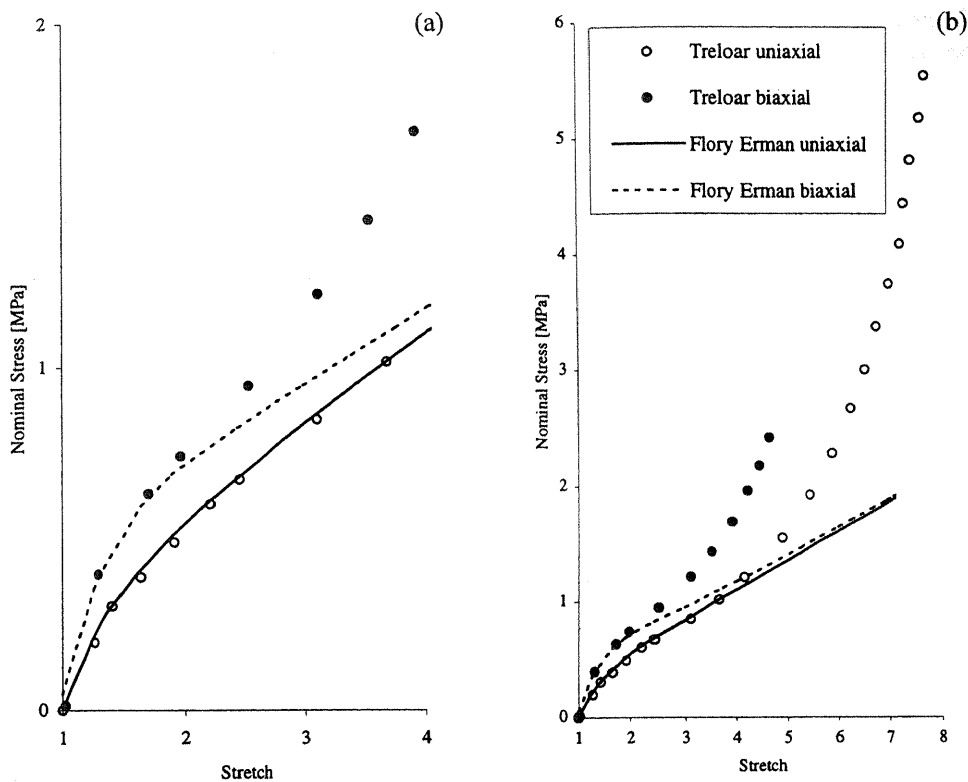 (a)
2
1
0
Nominal Stress [MPa]
1 2 3 4
Stretch
(b)
6
5
4
3
2
1
0
Nominal Stress [MPa]
Treloar uniaxial
Treloar biaxial
Flory Erman uniaxial
Flory Erman biaxial
1 2 3 4 5 6 7 8
Stretch